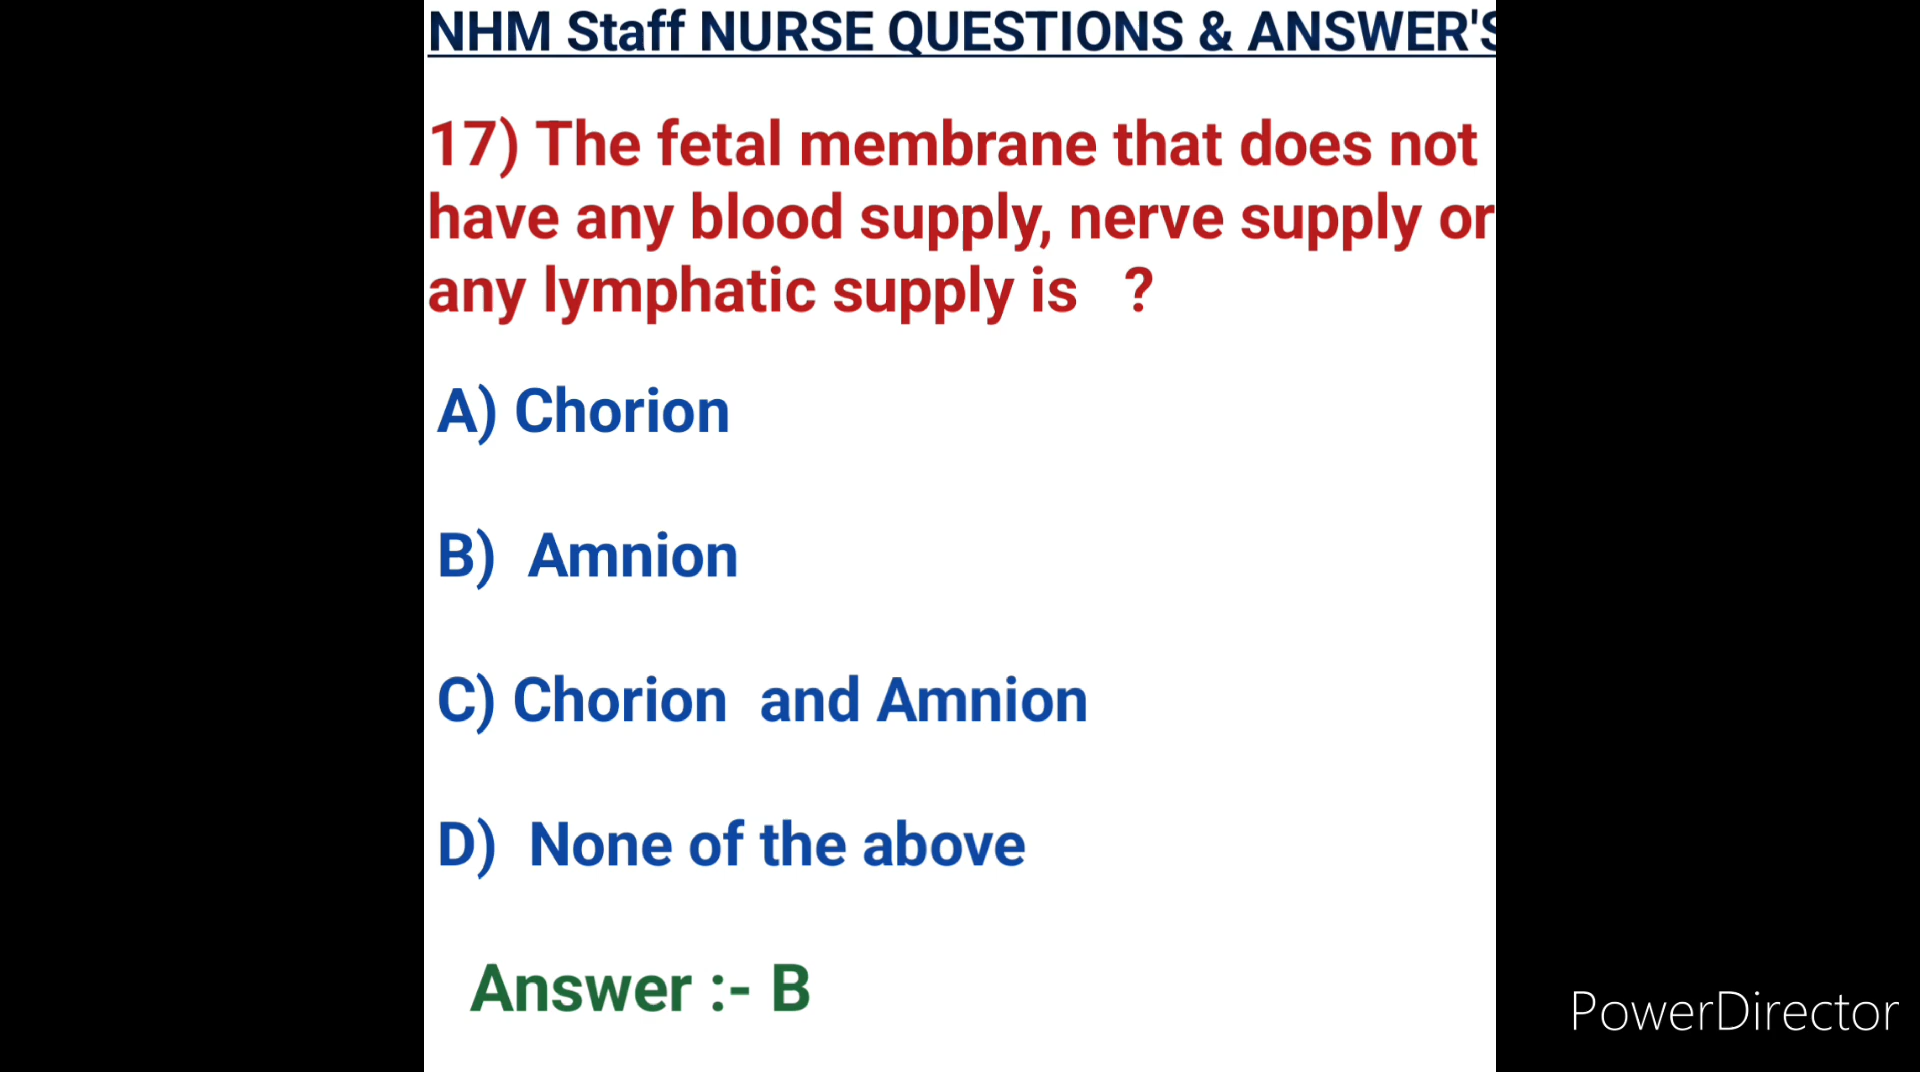 NHM Staff NURSE QUESTIONS & ANSWER'S
17) The fetal membrane that does not
have any blood supply, nerve supply or
any lymphatic supply is ?
A) Chorion
B) Amnion
C) Chorion and Amnion
D) None of the above
Answer :- B
PowerDirector